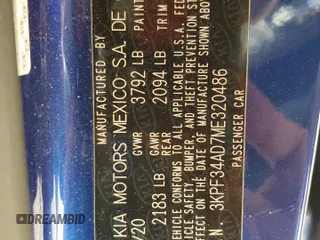 MANUFACTURED BY
KIA MOTORS MEXICO S.A. DE
/20 GVWR 3792 LB PAINT
2183 LB GAWR REAR 2094 LB TRIM
VEHICLE CONFORMS TO ALL APPLICABLE U.S.A. FED
VEHICLE SAFETY, BUMPER, AND THEFT PREVENTION ST
EFFECT ON THE DATE OF MANUFACTURE SHOWN ABOV
N. 3KPF34AD7ME320486
PASSENGER CAR
DREAMBID